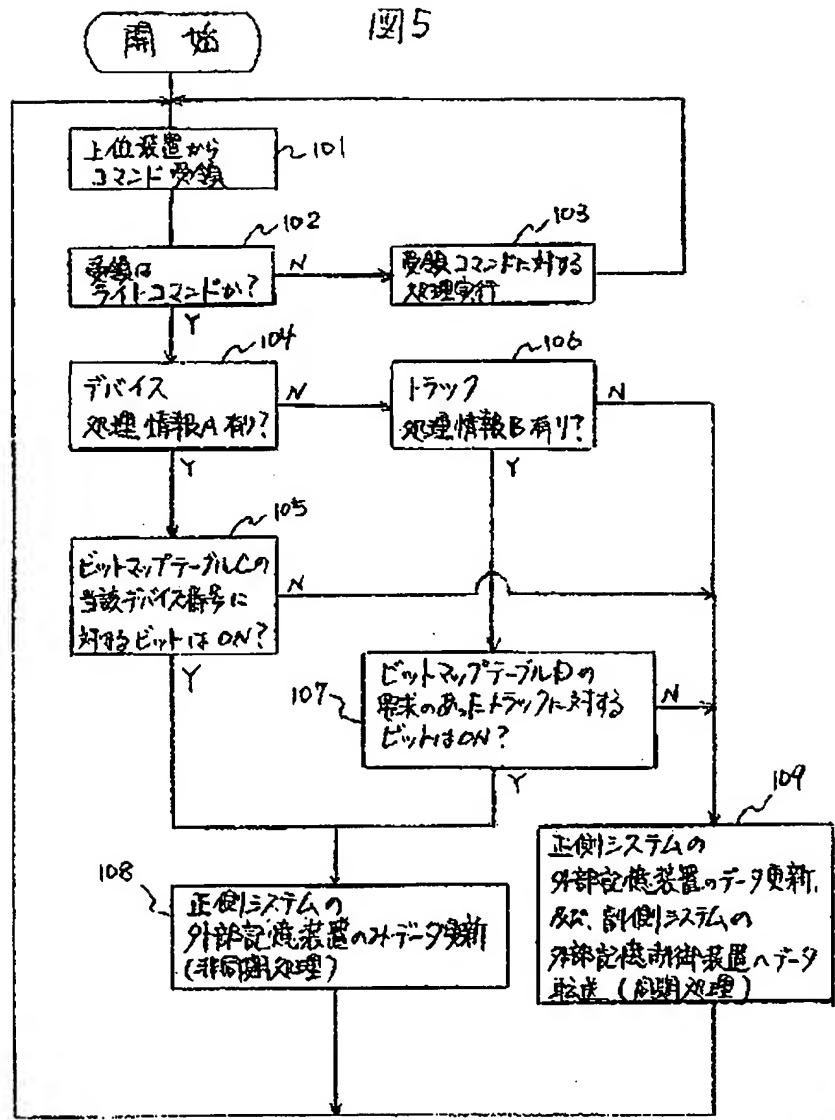 図5
開始
上位装置から
コマンド受領
101
102
受領は
ライトコマンドか?
N
Y
103
受領コマンドに対する
処理実行
104
デバイス
処理情報A有り?
N
Y
106
トラック
処理情報B有り?
N
Y
105
ビットマップテーブルCの
当該デバイス番号に
対するビットはON?
N
Y
107
ビットマップテーブルDの
要求のあったトラックに対する
ビットはON?
N
Y
108
正側システムの
外部記憶装置のみデータ更新
(非同期処理)
109
正側システムの
外部記憶装置のデータ更新、
及び、副側システムの
外部記憶制御装置へデータ
転送(同期処理)